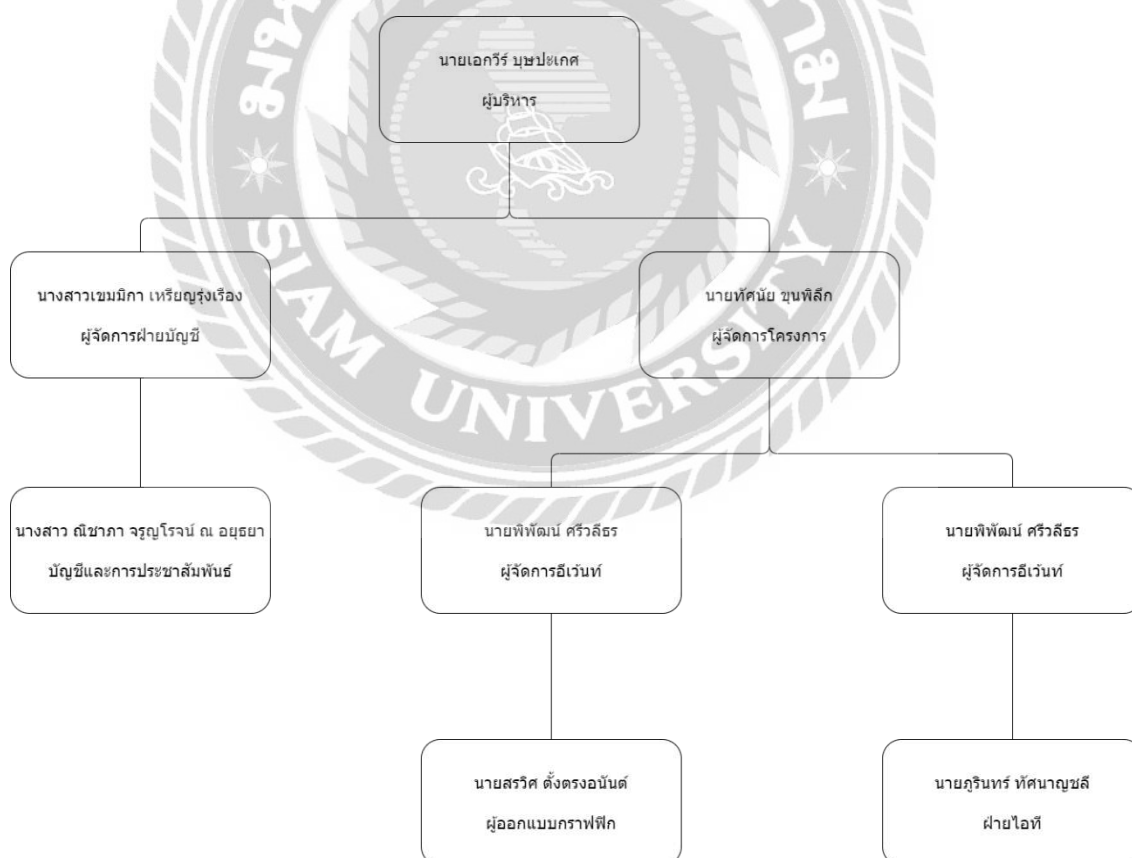 นายเอกวีร์ บุษปะเกศ
ผู้บริหาร
นางสาวเขมมิกา เหรียญรุ่งเรือง
ผู้จัดการฝ่ายบัญชี
นายทัศนัย ขุนพิลึก
ผู้จัดการโครงการ
SIAM UNIVERSITY
นางสาว ณิชาภา จรูญโรจน์ ณ อยุธยา
บัญชีและการประชาสัมพันธ์
นายพิพัฒน์ ศรีวลีธร
ผู้จัดการอีเว้นท์
นายพิพัฒน์ ศรีวลีธร
ผู้จัดการอีเว้นท์
นายสรวิศ ตั้งตรงอนันต์
ผู้ออกแบบกราฟฟิก
นายภูรินทร์ ทัศนาญชลี
ฝ่ายไอที